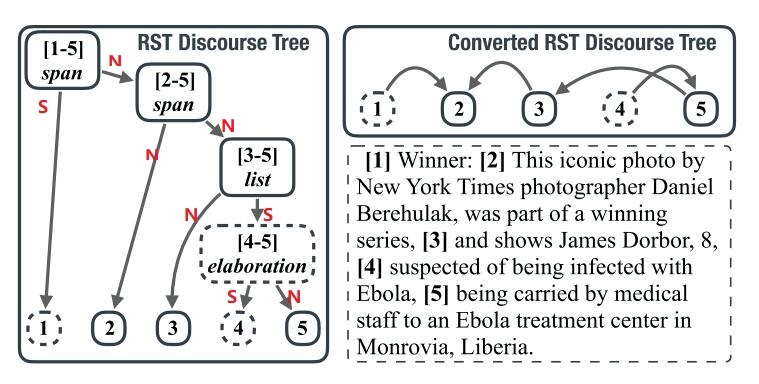 RST Discourse Tree
[1-5]
span
N
S
[2-5]
span
N
N
[3-5]
list
N
S
[4-5]
elaboration
S
N
1 2 3 4 5
Converted RST Discourse Tree
1 2 3 4 5
[1] Winner: [2] This iconic photo by
New York Times photographer Daniel
Berehulak, was part of a winning
series, [3] and shows James Dorbor, 8,
[4] suspected of being infected with
Ebola, [5] being carried by medical
staff to an Ebola treatment center in
Monrovia, Liberia.